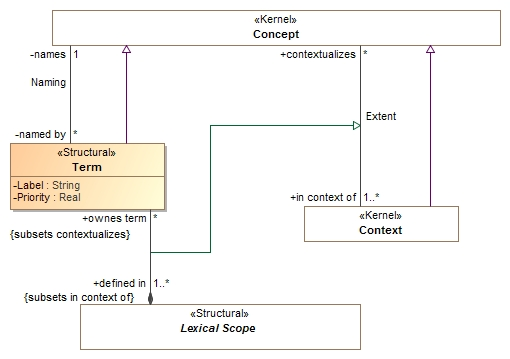 «Kernel»
Concept
-names 1
+contextualizes *
Naming
Extent
-named by *
«Structural»
Term
-Label : String
-Priority : Real
+in context of 1..*
«Kernel»
Context
+ownes term *
{subsets contextualizes}
+defined in 1..*
{subsets in context of}
«Structural»
Lexical Scope